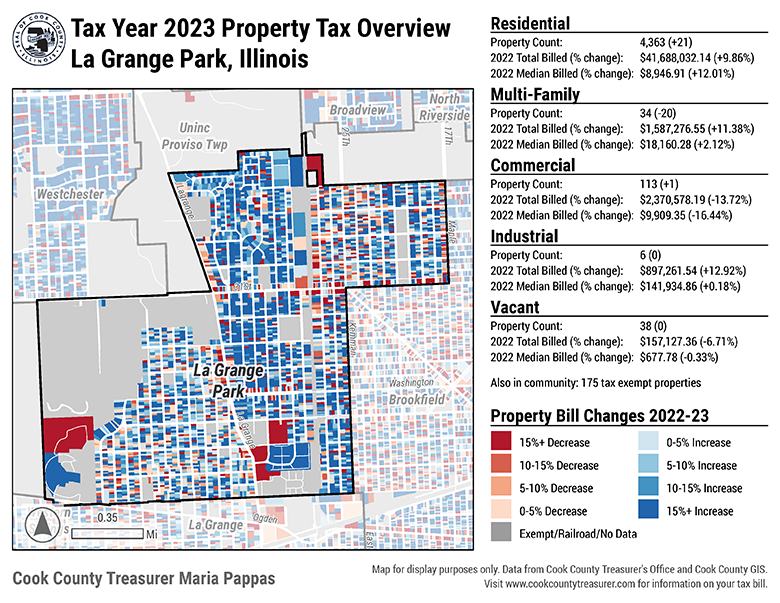 Tax Year 2023 Property Tax Overview
La Grange Park, Illinois
Residential
Property Count: 4,363 (+21)
2022 Total Billed (% change): $41,688,032.14 (+9.86%)
2022 Median Billed (% change): $8,946.91 (+12.01%)
Multi-Family
Property Count: 34 (-20)
2022 Total Billed (% change): $1,587,276.55 (+11.38%)
2022 Median Billed (% change): $18,160.28 (+2.12%)
Commercial
Property Count: 113 (+1)
2022 Total Billed (% change): $2,370,578.19 (-13.72%)
2022 Median Billed (% change): $9,909.35 (-16.44%)
Industrial
Property Count: 6 (0)
2022 Total Billed (% change): $897,261.54 (+12.92%)
2022 Median Billed (% change): $141,934.86 (+0.18%)
Vacant
Property Count: 38 (0)
2022 Total Billed (% change): $157,127.36 (-6.71%)
2022 Median Billed (% change): $677.78 (-0.33%)
Also in community: 175 tax exempt properties
Property Bill Changes 2022-23
15%+ Decrease
10-15% Decrease
5-10% Decrease
0-5% Decrease
Exempt/Railroad/No Data
0-5% Increase
5-10% Increase
10-15% Increase
15%+ Increase
Uninc
Proviso Twp
Broadview
North
Riverside
25th
17th
Westchester
Lagrange
Maple
31st
Kemman
La Grange
Park
Washington
Brookfield
La Grange
La Grange
Ogden
East
0.35
Mi
Cook County Treasurer Maria Pappas
Map for display purposes only. Data from Cook County Treasurer's Office and Cook County GIS.
Visit www.cookcountytreasurer.com for information on your tax bill.